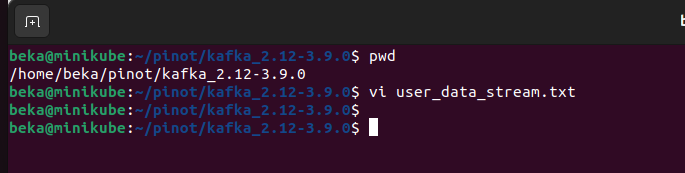 beka@minikube:~/pinot/kafka_2.12-3.9.0$ pwd
/home/beka/pinot/kafka_2.12-3.9.0
beka@minikube:~/pinot/kafka_2.12-3.9.0$ vi user_data_stream.txt
beka@minikube:~/pinot/kafka_2.12-3.9.0$
beka@minikube:~/pinot/kafka_2.12-3.9.0$